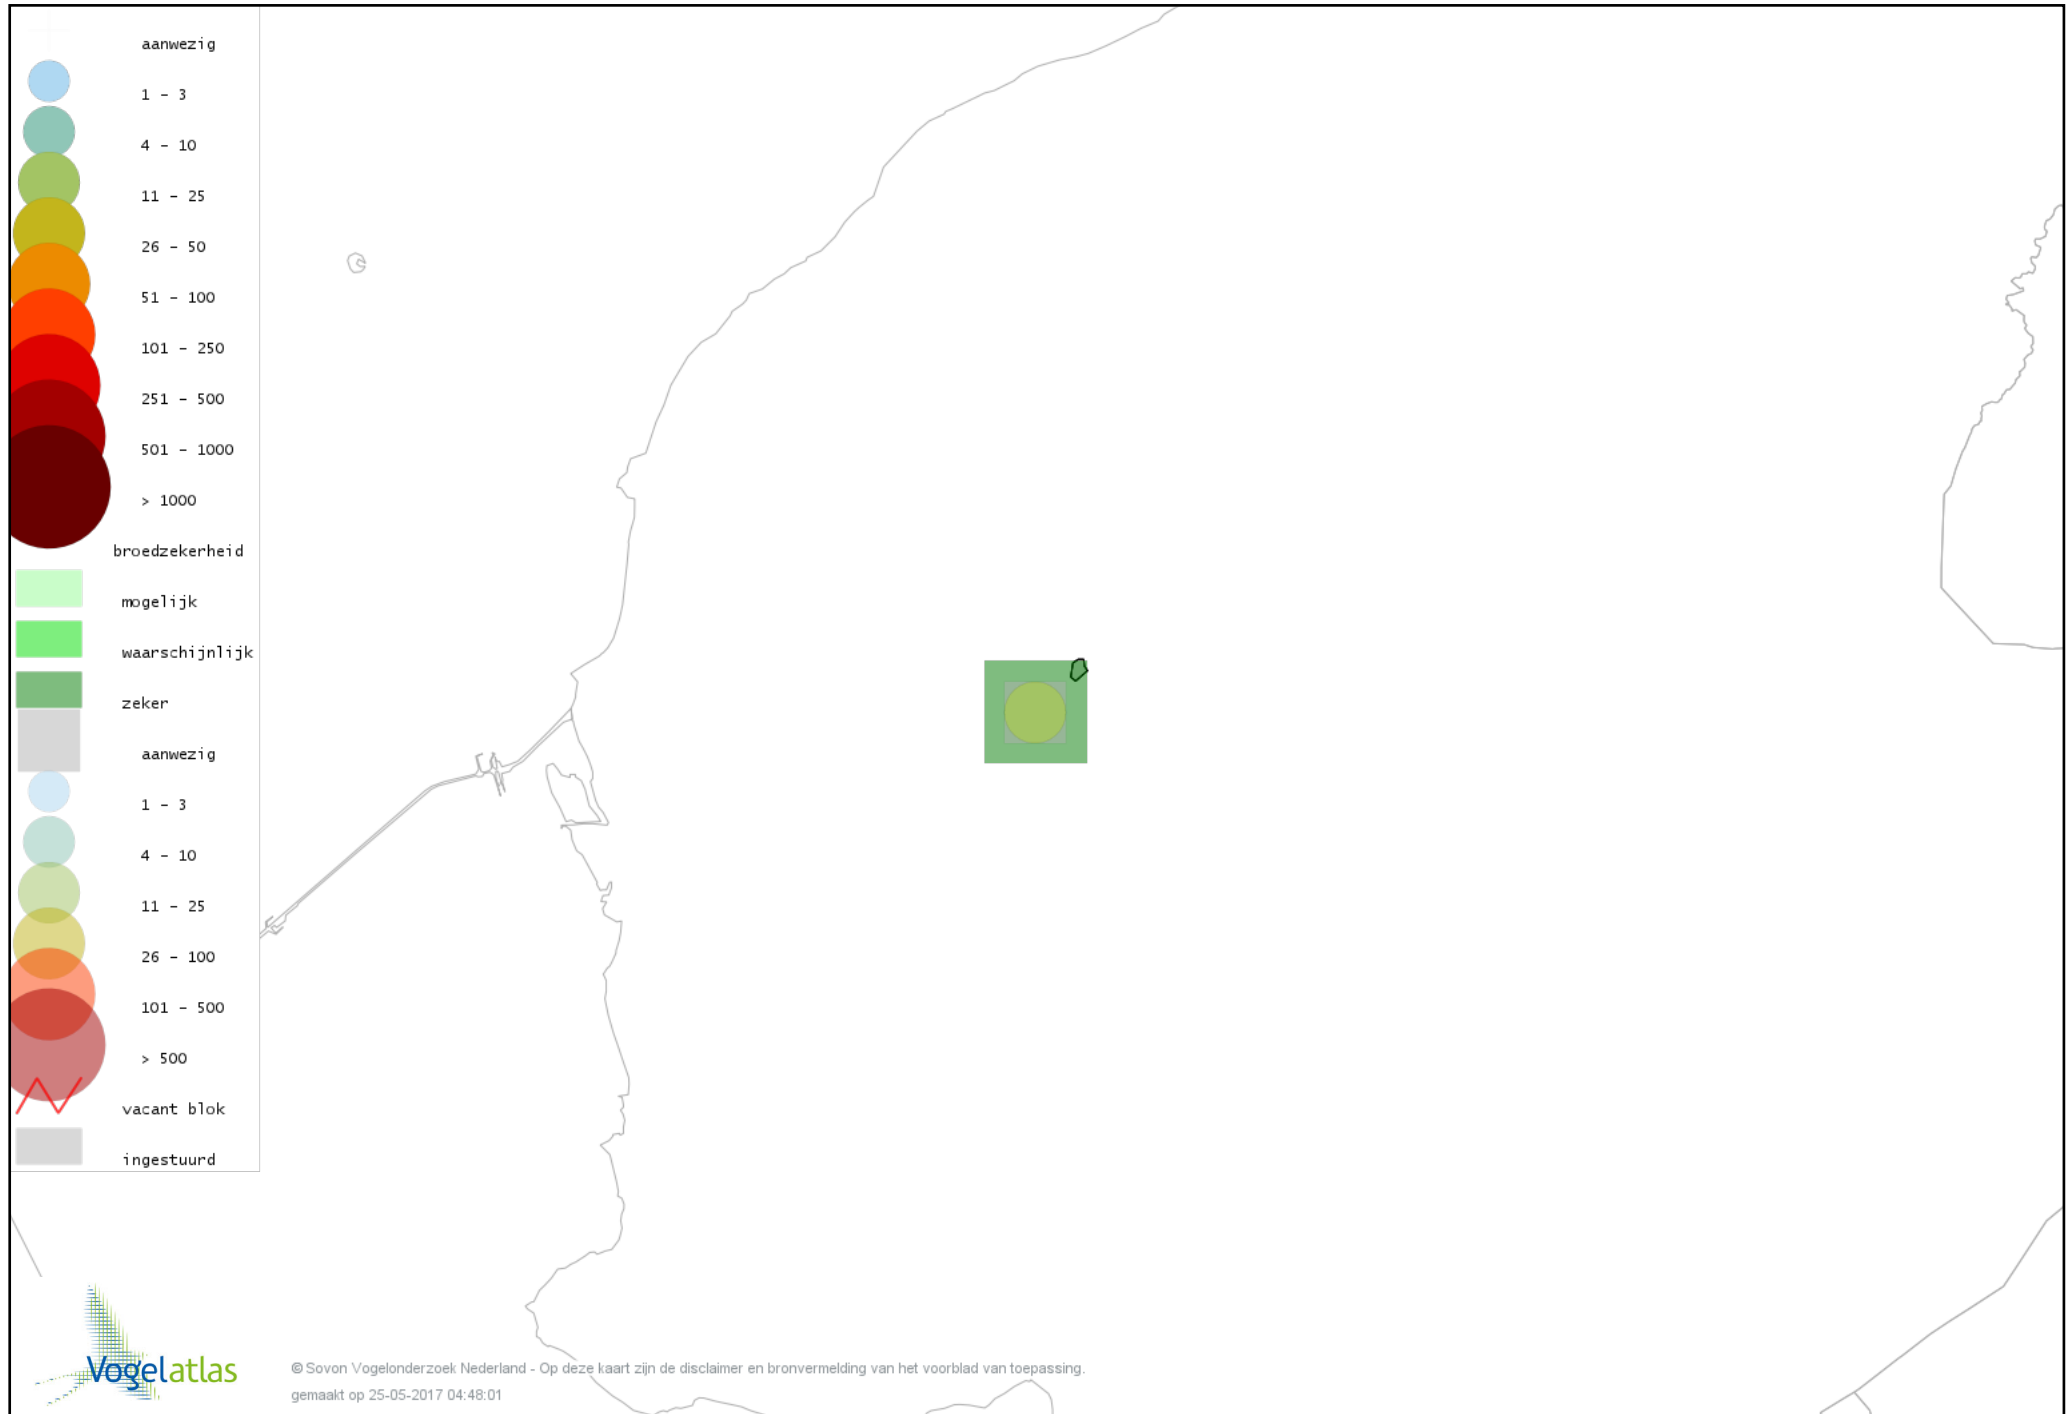 aanwezig
1 - 3
4 - 10
11 - 25
26 - 50
51 - 100
101 - 250
251 - 500
501 - 1000
> 1000
broedzekerheid
mogelijk
waarschijnlijk
zeker
aanwezig
1 - 3
4 - 10
11 - 25
26 - 100
101 - 500
> 500
vacant blok
ingestuurd
Vogelatlas
© Sovon Vogelonderzoek Nederland - Op deze kaart zijn de disclaimer en bronvermelding van het voorblad van toepassing.
gemaakt op 25-05-2017 04:48:01